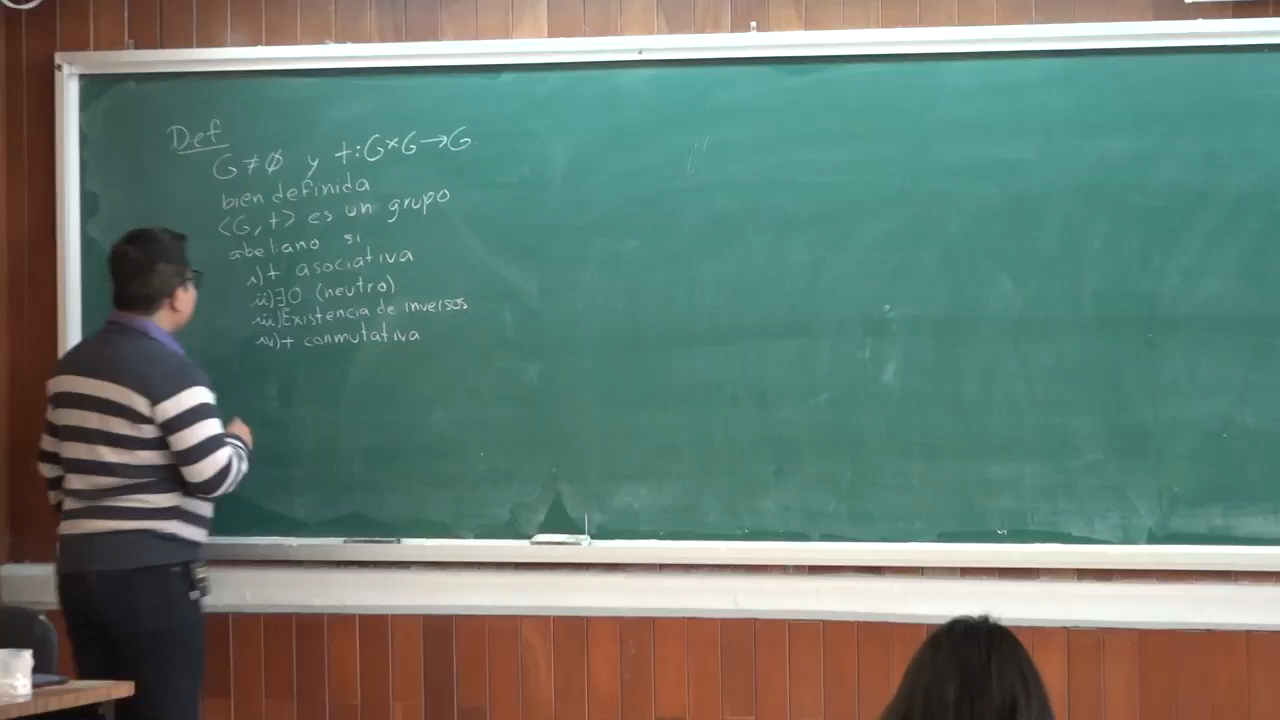 Def
G ≠ ∅ y +: G×G→G
bien definida
<G, +> es un grupo
abeliano si
i) + asociativa
ii) ∃0 (neutro)
iii) Existencia de inversos
iv) + conmutativa